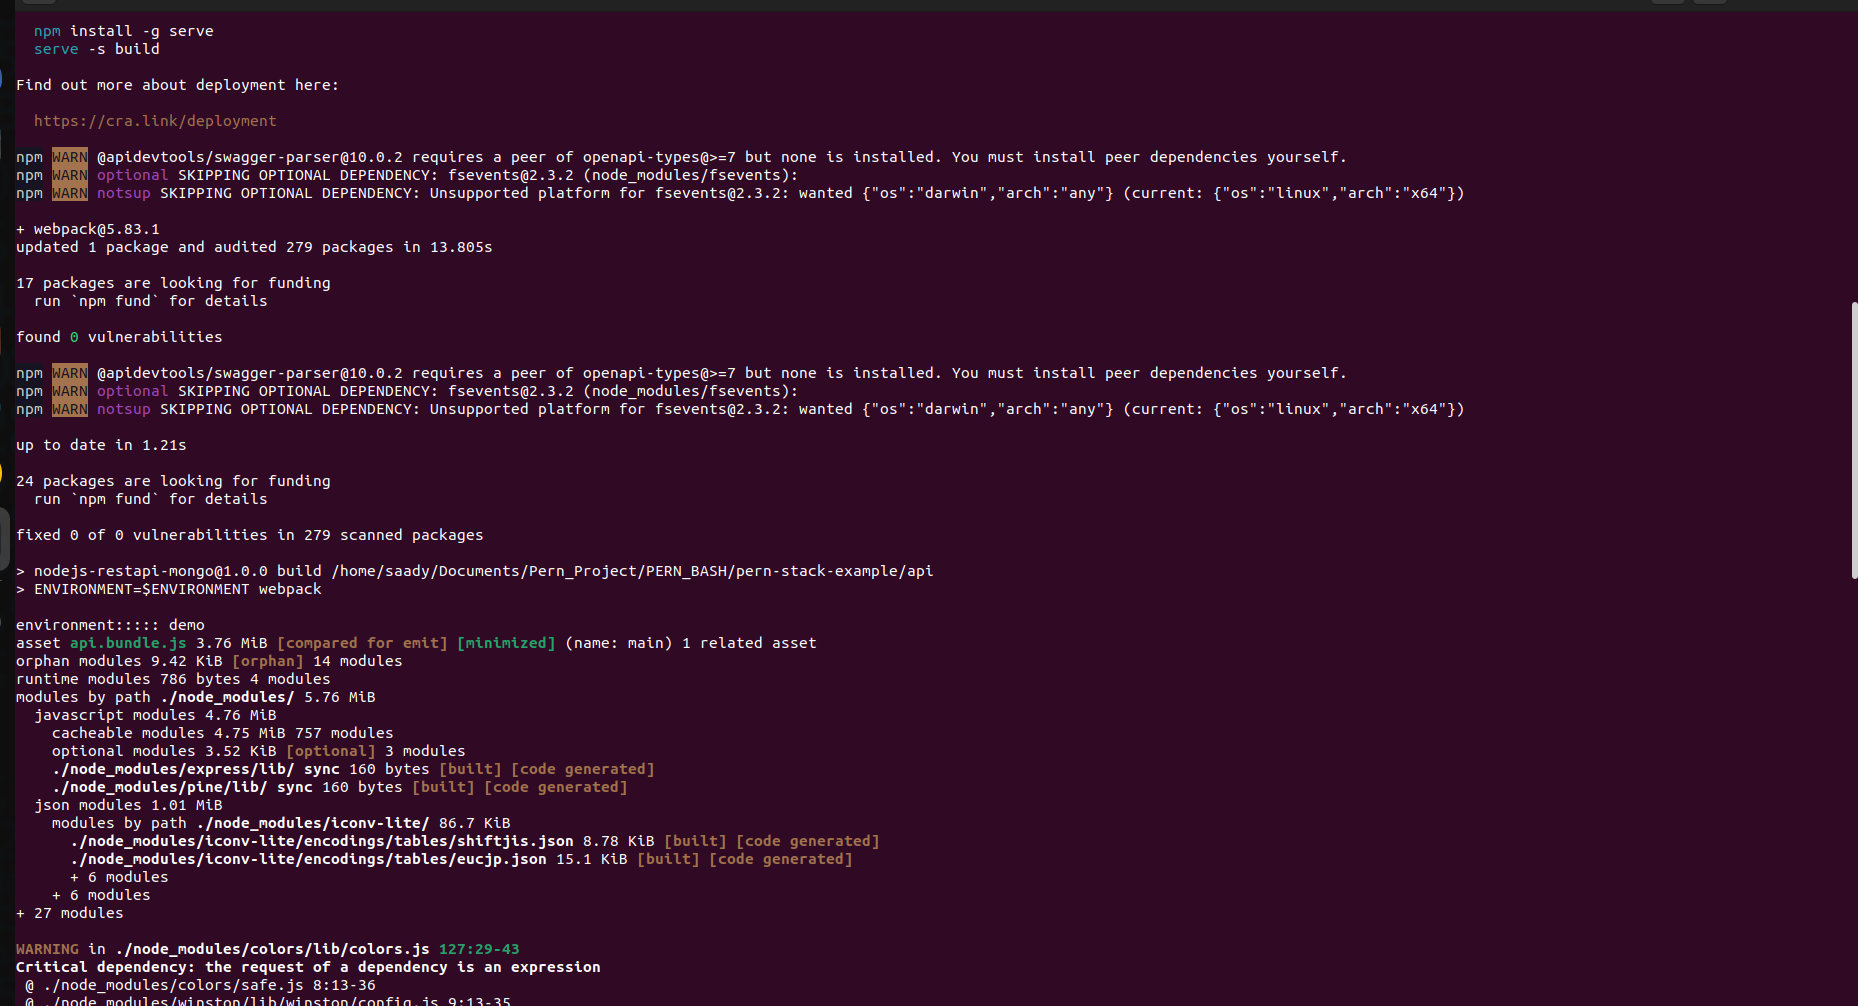 npm install -g serve
serve -s build
Find out more about deployment here:
https://cra.link/deployment
npm WARN @apidevtools/swagger-parser@10.0.2 requires a peer of openapi-types@>=7 but none is installed. You must install peer dependencies yourself.
npm WARN optional SKIPPING OPTIONAL DEPENDENCY: fsevents@2.3.2 (node_modules/fsevents):
npm WARN notsup SKIPPING OPTIONAL DEPENDENCY: Unsupported platform for fsevents@2.3.2: wanted {"os":"darwin","arch":"any"} (current: {"os":"linux","arch":"x64"})
+ webpack@5.83.1
updated 1 package and audited 279 packages in 13.805s
17 packages are looking for funding
run `npm fund` for details
found 0 vulnerabilities
npm WARN @apidevtools/swagger-parser@10.0.2 requires a peer of openapi-types@>=7 but none is installed. You must install peer dependencies yourself.
npm WARN optional SKIPPING OPTIONAL DEPENDENCY: fsevents@2.3.2 (node_modules/fsevents):
npm WARN notsup SKIPPING OPTIONAL DEPENDENCY: Unsupported platform for fsevents@2.3.2: wanted {"os":"darwin","arch":"any"} (current: {"os":"linux","arch":"x64"})
up to date in 1.21s
24 packages are looking for funding
run `npm fund` for details
fixed 0 of 0 vulnerabilities in 279 scanned packages
> nodejs-restapi-mongo@1.0.0 build /home/saady/Documents/Pern_Project/PERN_BASH/pern-stack-example/api
> ENVIRONMENT=$ENVIRONMENT webpack
environment::::: demo
asset api.bundle.js 3.76 MiB [compared for emit] [minimized] (name: main) 1 related asset
orphan modules 9.42 KiB [orphan] 14 modules
runtime modules 786 bytes 4 modules
modules by path ./node_modules/ 5.76 MiB
javascript modules 4.76 MiB
cacheable modules 4.75 MiB 757 modules
optional modules 3.52 KiB [optional] 3 modules
./node_modules/express/lib/ sync 160 bytes [built] [code generated]
./node_modules/pine/lib/ sync 160 bytes [built] [code generated]
json modules 1.01 MiB
modules by path ./node_modules/iconv-lite/ 86.7 KiB
./node_modules/iconv-lite/encodings/tables/shiftjis.json 8.78 KiB [built] [code generated]
./node_modules/iconv-lite/encodings/tables/eucjp.json 15.1 KiB [built] [code generated]
+ 6 modules
+ 6 modules
+ 27 modules
WARNING in ./node_modules/colors/lib/colors.js 127:29-43
Critical dependency: the request of a dependency is an expression
@ ./node_modules/colors/safe.js 8:13-36
@ ./node_modules/winston/lib/winston/config.js 9:13-35